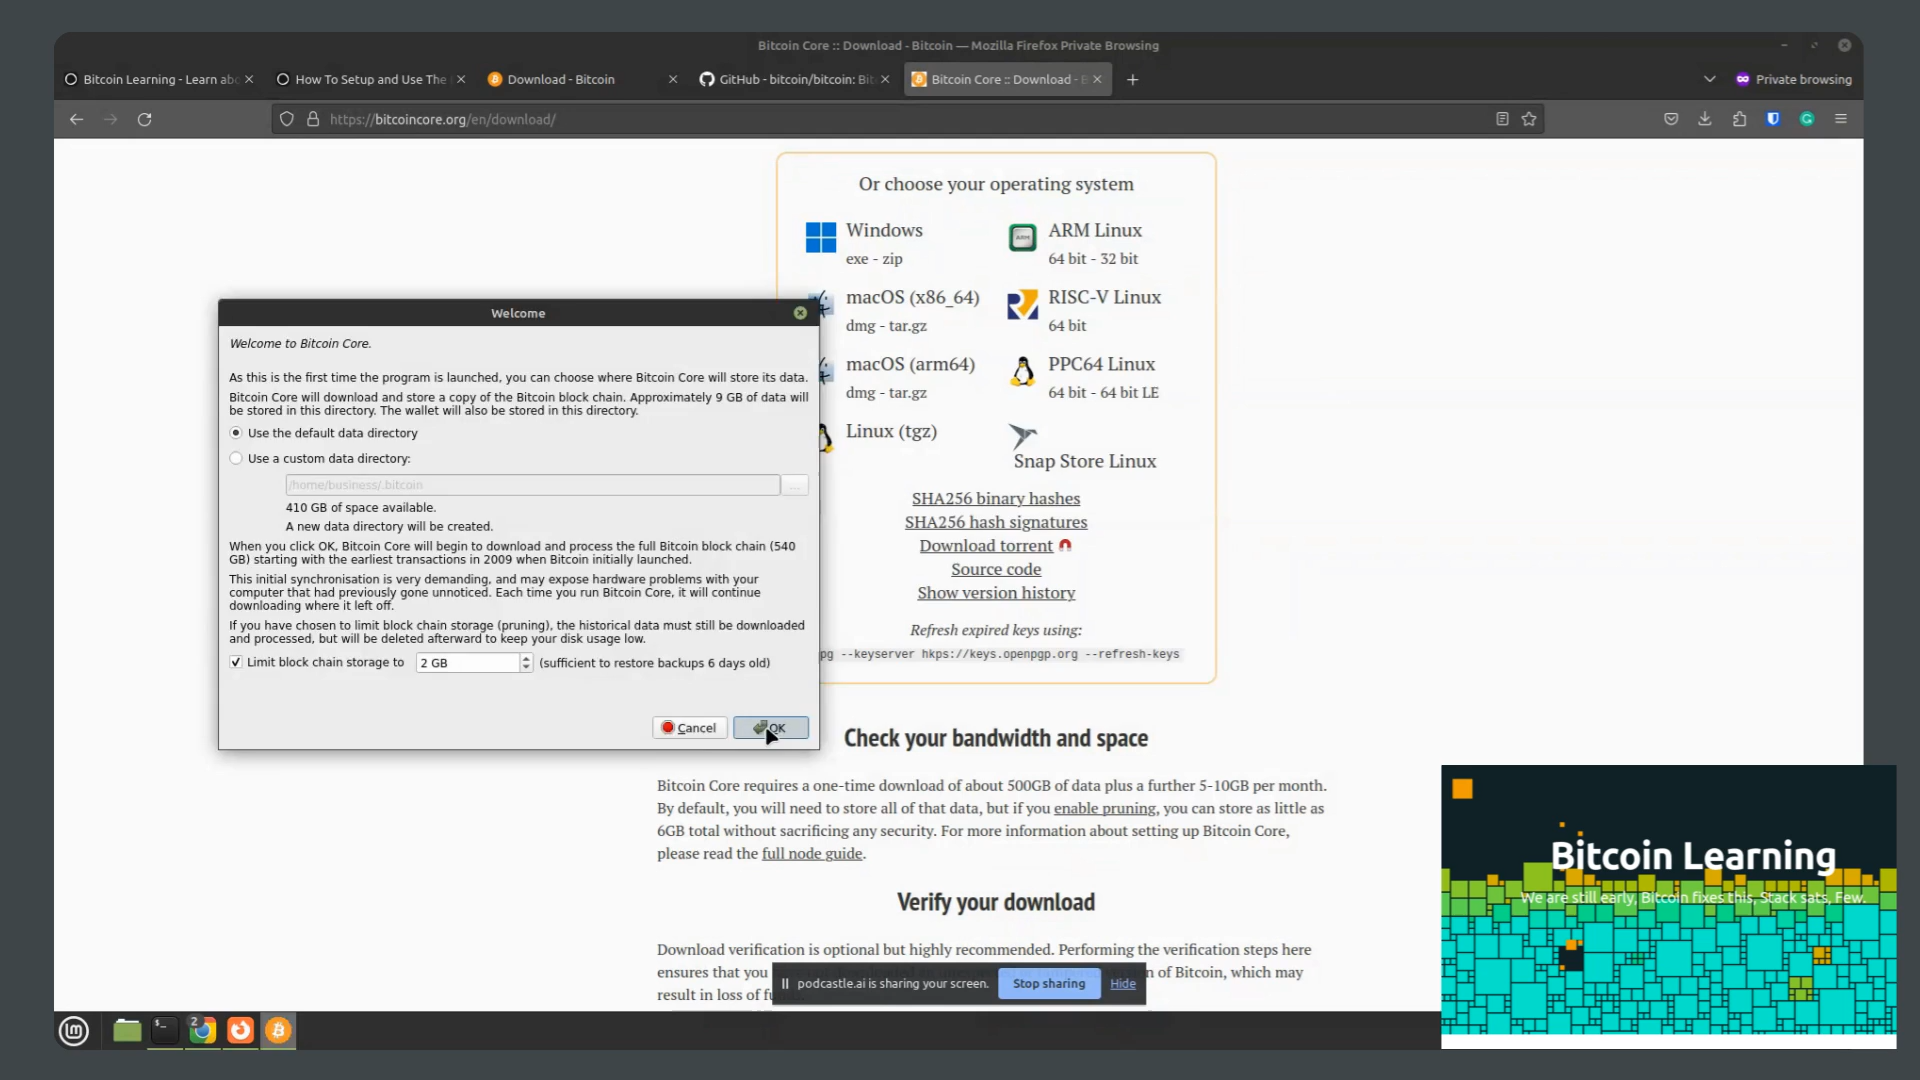 Bitcoin Core :: Download - Bitcoin — Mozilla Firefox Private Browsing
Bitcoin Learning - Learn abo
How To Setup and Use The
Download - Bitcoin
GitHub - bitcoin/bitcoin: Bit
Bitcoin Core :: Download - B
Private browsing
https://bitcoincore.org/en/download/
Or choose your operating system
Windows
exe - zip
ARM Linux
64 bit - 32 bit
macOS (x86_64)
dmg - tar.gz
RISC-V Linux
64 bit
macOS (arm64)
dmg - tar.gz
PPC64 Linux
64 bit - 64 bit LE
Linux (tgz)
Snap Store Linux
SHA256 binary hashes
SHA256 hash signatures
Download torrent
Source code
Show version history
Refresh expired keys using:
pg --keyserver hkps://keys.openpgp.org --refresh-keys
Welcome
Welcome to Bitcoin Core.
As this is the first time the program is launched, you can choose where Bitcoin Core will store its data.
Bitcoin Core will download and store a copy of the Bitcoin block chain. Approximately 9 GB of data will
be stored in this directory. The wallet will also be stored in this directory.
Use the default data directory
Use a custom data directory:
/home/business/.bitcoin
...
410 GB of space available.
A new data directory will be created.
When you click OK, Bitcoin Core will begin to download and process the full Bitcoin block chain (540
GB) starting with the earliest transactions in 2009 when Bitcoin initially launched.
This initial synchronisation is very demanding, and may expose hardware problems with your
computer that had previously gone unnoticed. Each time you run Bitcoin Core, it will continue
downloading where it left off.
If you have chosen to limit block chain storage (pruning), the historical data must still be downloaded
and processed, but will be deleted afterward to keep your disk usage low.
Limit block chain storage to 2 GB (sufficient to restore backups 6 days old)
Cancel
OK
Check your bandwidth and space
Bitcoin Core requires a one-time download of about 500GB of data plus a further 5-10GB per month.
By default, you will need to store all of that data, but if you enable pruning, you can store as little as
6GB total without sacrificing any security. For more information about setting up Bitcoin Core,
please read the full node guide.
Verify your download
Download verification is optional but highly recommended. Performing the verification steps here
ensures that you
n of Bitcoin, which may
result in loss of f
podcastle.ai is sharing your screen.
Stop sharing
Hide
Bitcoin Learning
We are still early, Bitcoin fixes this, Stack sats, Few.
2